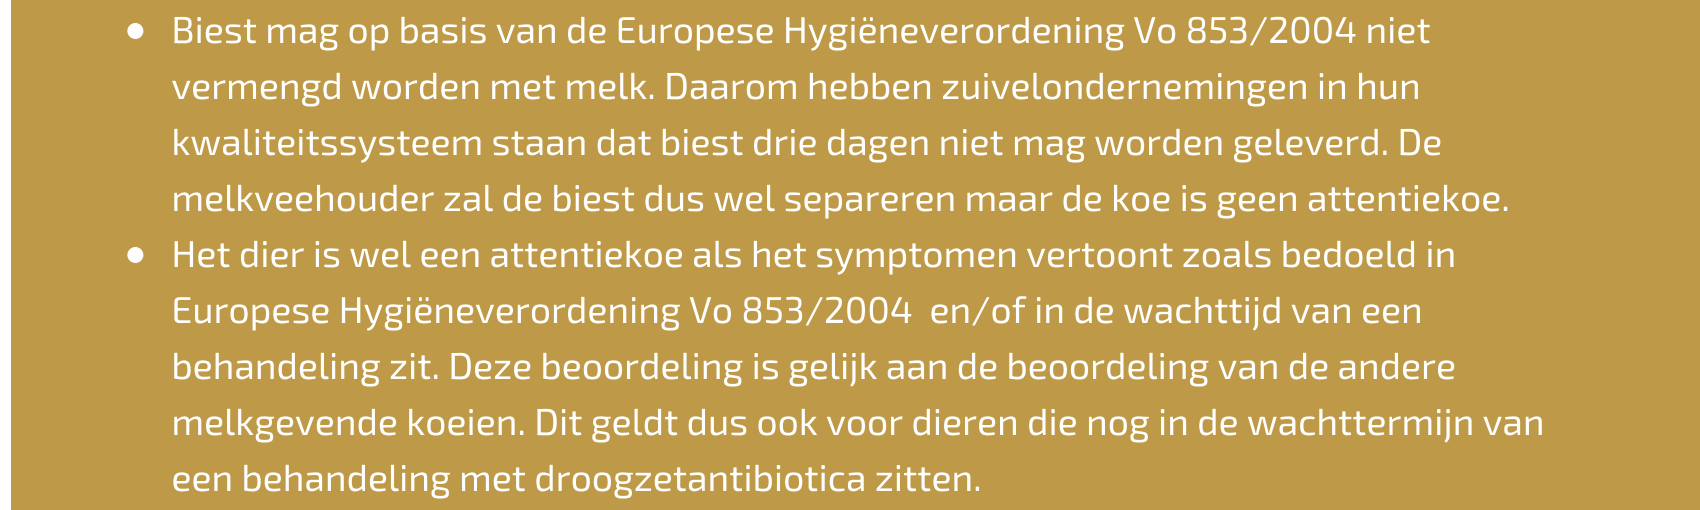 • Biest mag op basis van de Europese Hygiëneverordening Vo 853/2004 niet
vermengd worden met melk. Daarom hebben zuivelondernemingen in hun
kwaliteitssysteem staan dat biest drie dagen niet mag worden geleverd. De
melkveehouder zal de biest dus wel separeren maar de koe is geen attentiekoe.
• Het dier is wel een attentiekoe als het symptomen vertoont zoals bedoeld in
Europese Hygiëneverordening Vo 853/2004  en/of in de wachttijd van een
behandeling zit. Deze beoordeling is gelijk aan de beoordeling van de andere
melkgevende koeien. Dit geldt dus ook voor dieren die nog in de wachttermijn van
een behandeling met droogzetantibiotica zitten.